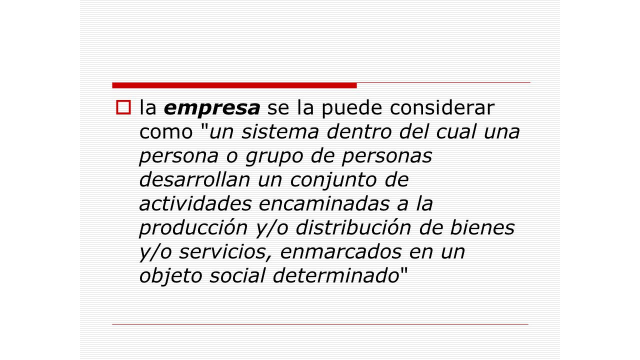 la empresa se la puede considerar
como "un sistema dentro del cual una
persona o grupo de personas
desarrollan un conjunto de
actividades encaminadas a la
producción y/o distribución de bienes
y/o servicios, enmarcados en un
objeto social determinado"